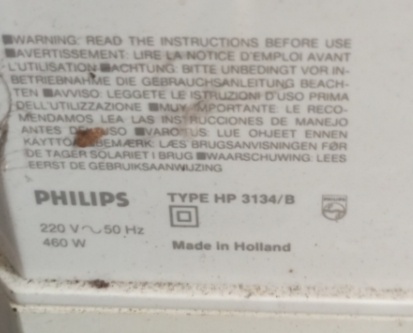 ■WARNING: READ THE INSTRUCTIONS BEFORE USE
■AVERTISSEMENT: LIRE LA NOTICE D'EMPLOI AVANT
L'UTILISATION ■ACHTUNG: BITTE UNBEDINGT VOR IN-
BETRIEBNAHME DIE GEBRAUCHSANLEITUNG BEACH-
TEN ■AVVISO: LEGGETE LE ISTRUZIONI D'USO PRIMA
DELL'UTILIZZAZIONE ■MUY IMPORTANTE: LE RECO-
MENDAMOS LEA LAS INSTRUCCIONES DE MANEJO
ANTES DE USO ■VAROITUS: LUE OHJEET ENNEN
KÄYTTÖÄ ■BEMÆRK: LÆS BRUGSANVISNINGEN FØR
DE TAGER SOLARIET I BRUG ■WAARSCHUWING: LEES
EERST DE GEBRUIKSAANWIJZING
PHILIPS TYPE HP 3134/B
220 V ~ 50 Hz
460 W Made in Holland